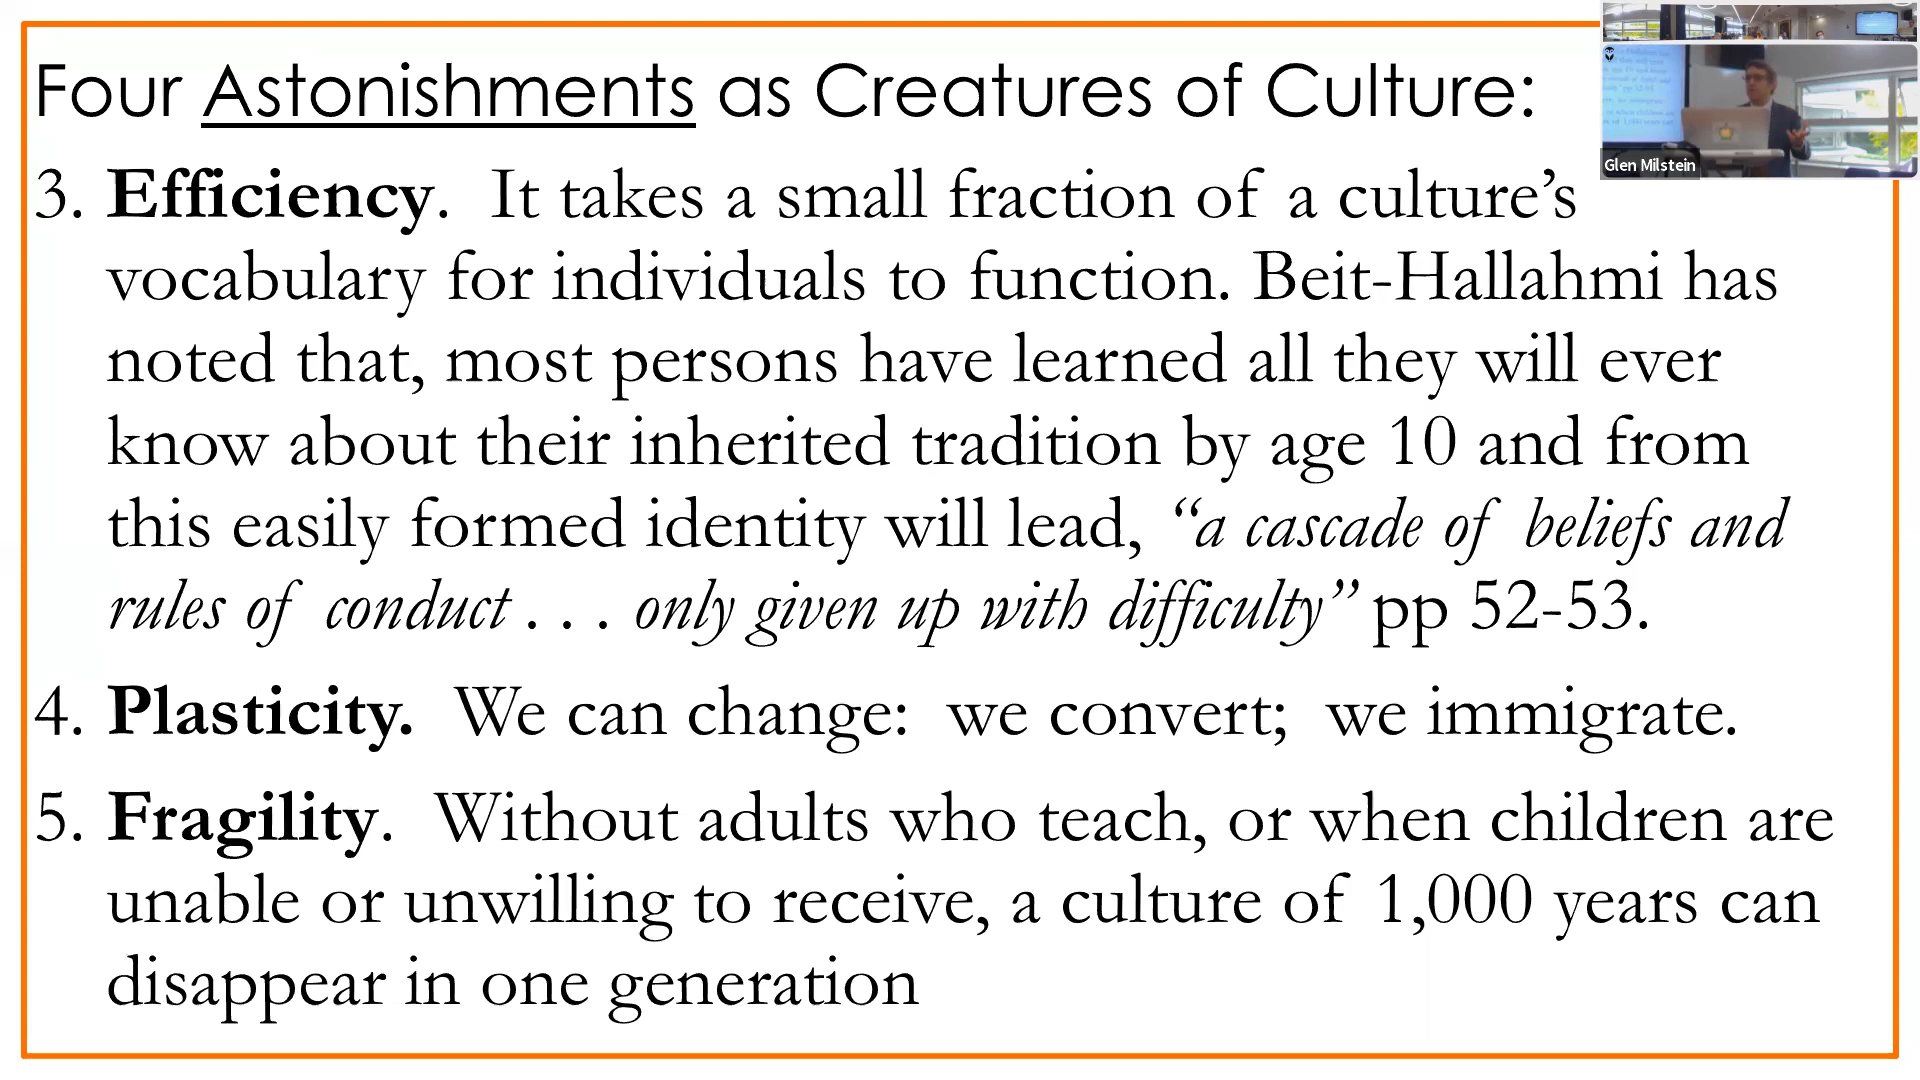 Four Astonishments as Creatures of Culture:
Glen Milstein
3. Efficiency. It takes a small fraction of a culture’s
vocabulary for individuals to function. Beit-Hallahmi has
noted that, most persons have learned all they will ever
know about their inherited tradition by age 10 and from
this easily formed identity will lead, “a cascade of beliefs and
rules of conduct . . . only given up with difficulty” pp 52-53.
4. Plasticity. We can change: we convert; we immigrate.
5. Fragility. Without adults who teach, or when children are
unable or unwilling to receive, a culture of 1,000 years can
disappear in one generation